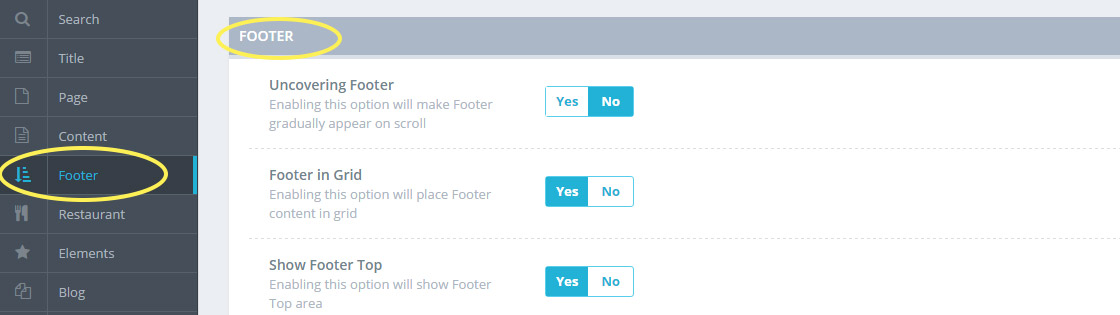 Search
Title
Page
Content
Footer
Restaurant
Elements
Blog
FOOTER
Uncovering Footer
Enabling this option will make Footer
gradually appear on scroll
Yes No
Footer in Grid
Enabling this option will place Footer
content in grid
Yes No
Show Footer Top
Enabling this option will show Footer
Top area
Yes No